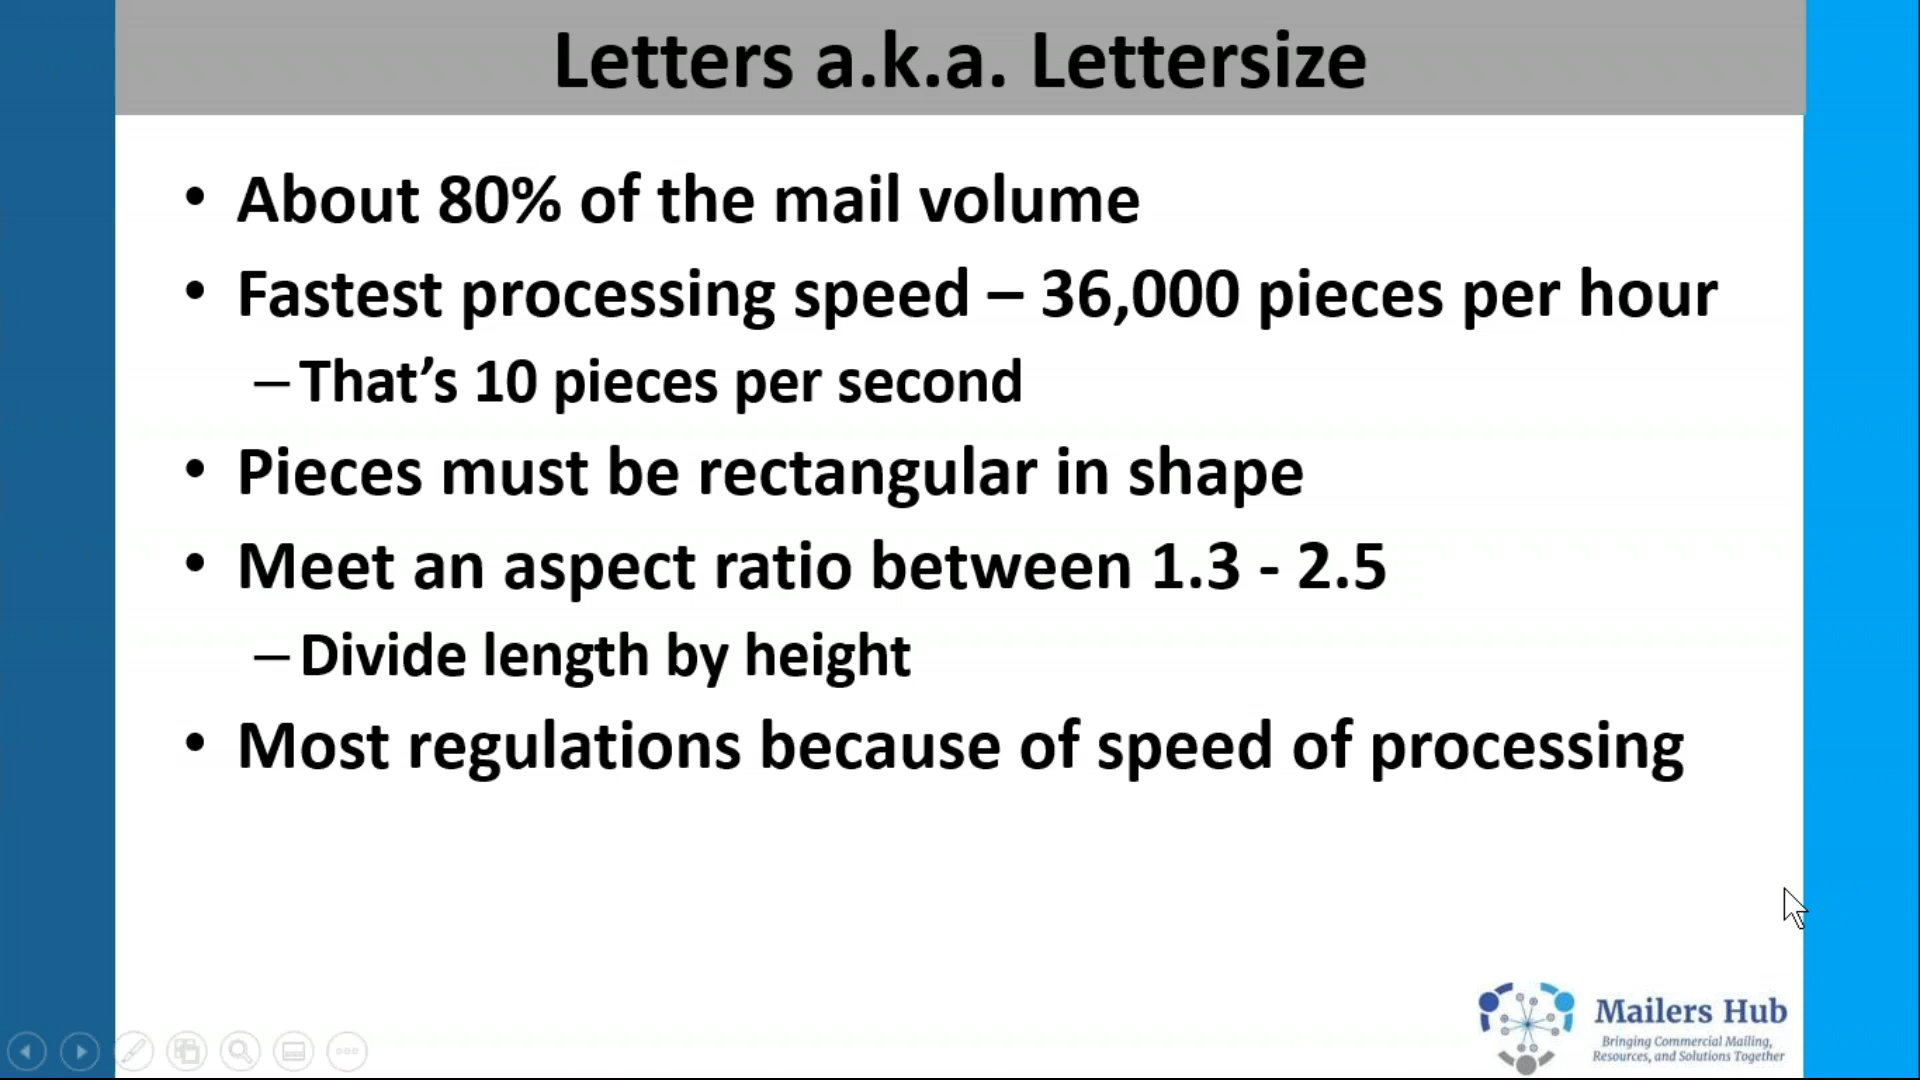 Letters a.k.a. Lettersize
• About 80% of the mail volume
• Fastest processing speed – 36,000 pieces per hour
– That’s 10 pieces per second
• Pieces must be rectangular in shape
• Meet an aspect ratio between 1.3 - 2.5
– Divide length by height
• Most regulations because of speed of processing
Mailers Hub
Bringing Commercial Mailing,
Resources, and Solutions Together